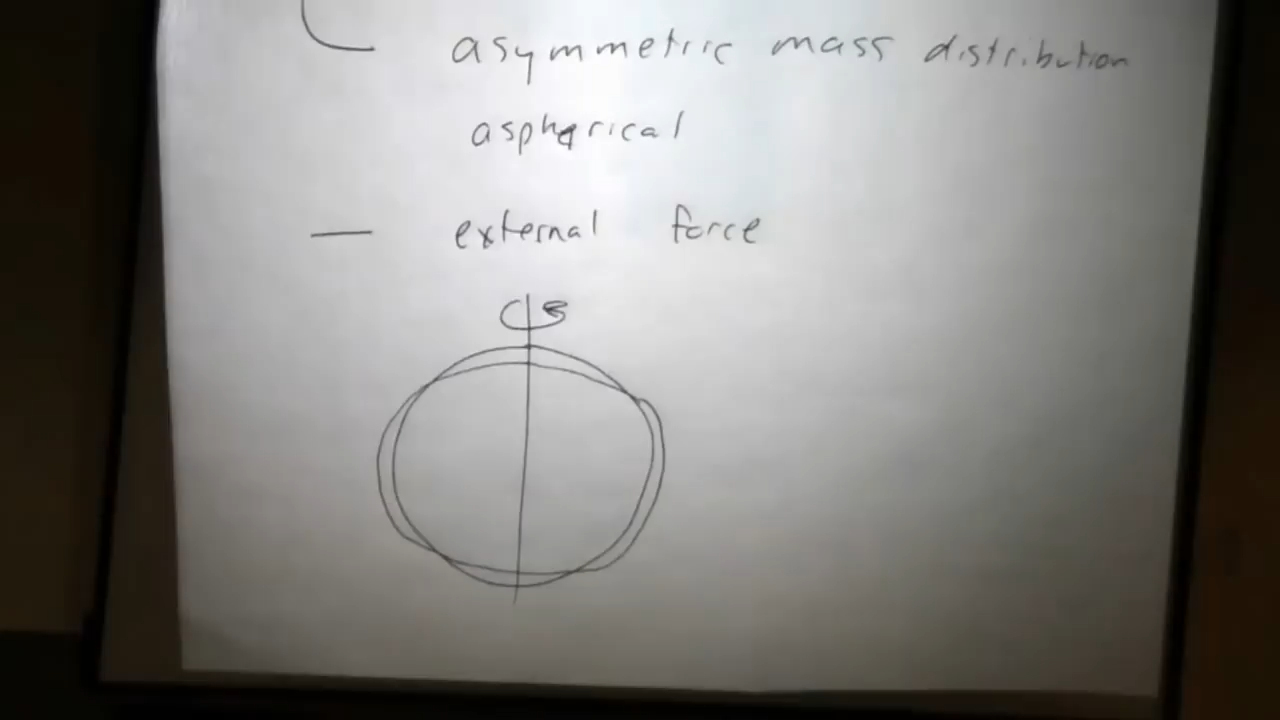 asymmetric mass distribution
aspherical
— external force